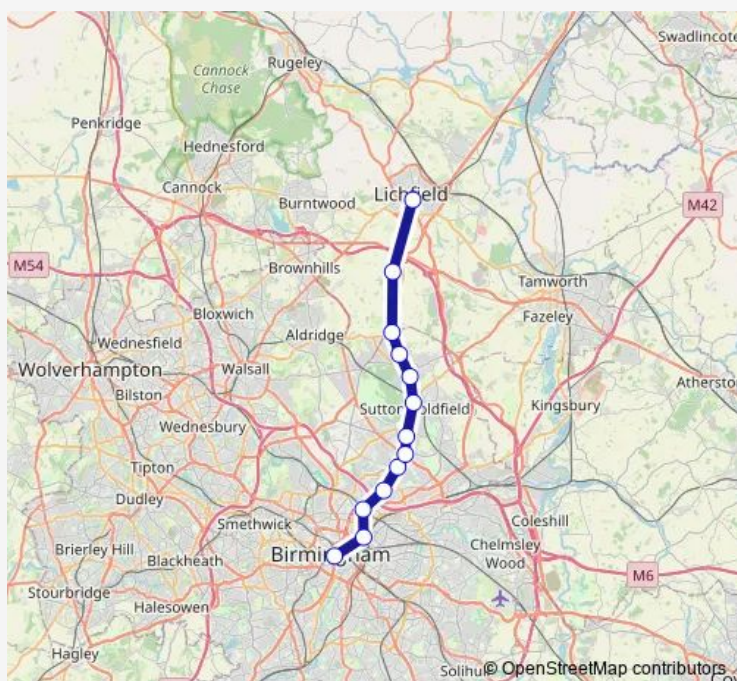 Swadlincote
Rugeley
Cannock
Chase
Penkridge
Hednesford
Cannock
Lichfield
Burntwood
M42
M54
Brownhills
Tamworth
Bloxwich
Fazeley
Wednesfield
Aldridge
Wolverhampton
Walsall
Atherston
Bilston
Sutton Coldfield
Kingsbury
Wednesbury
Tipton
Dudley
Smethwick
Coleshill
Brierley Hill
Birmingham
Chelmsley
Wood
Blackheath
M6
Stourbridge
Halesowen
Hagley
Solihull
© OpenStreetMap contributors